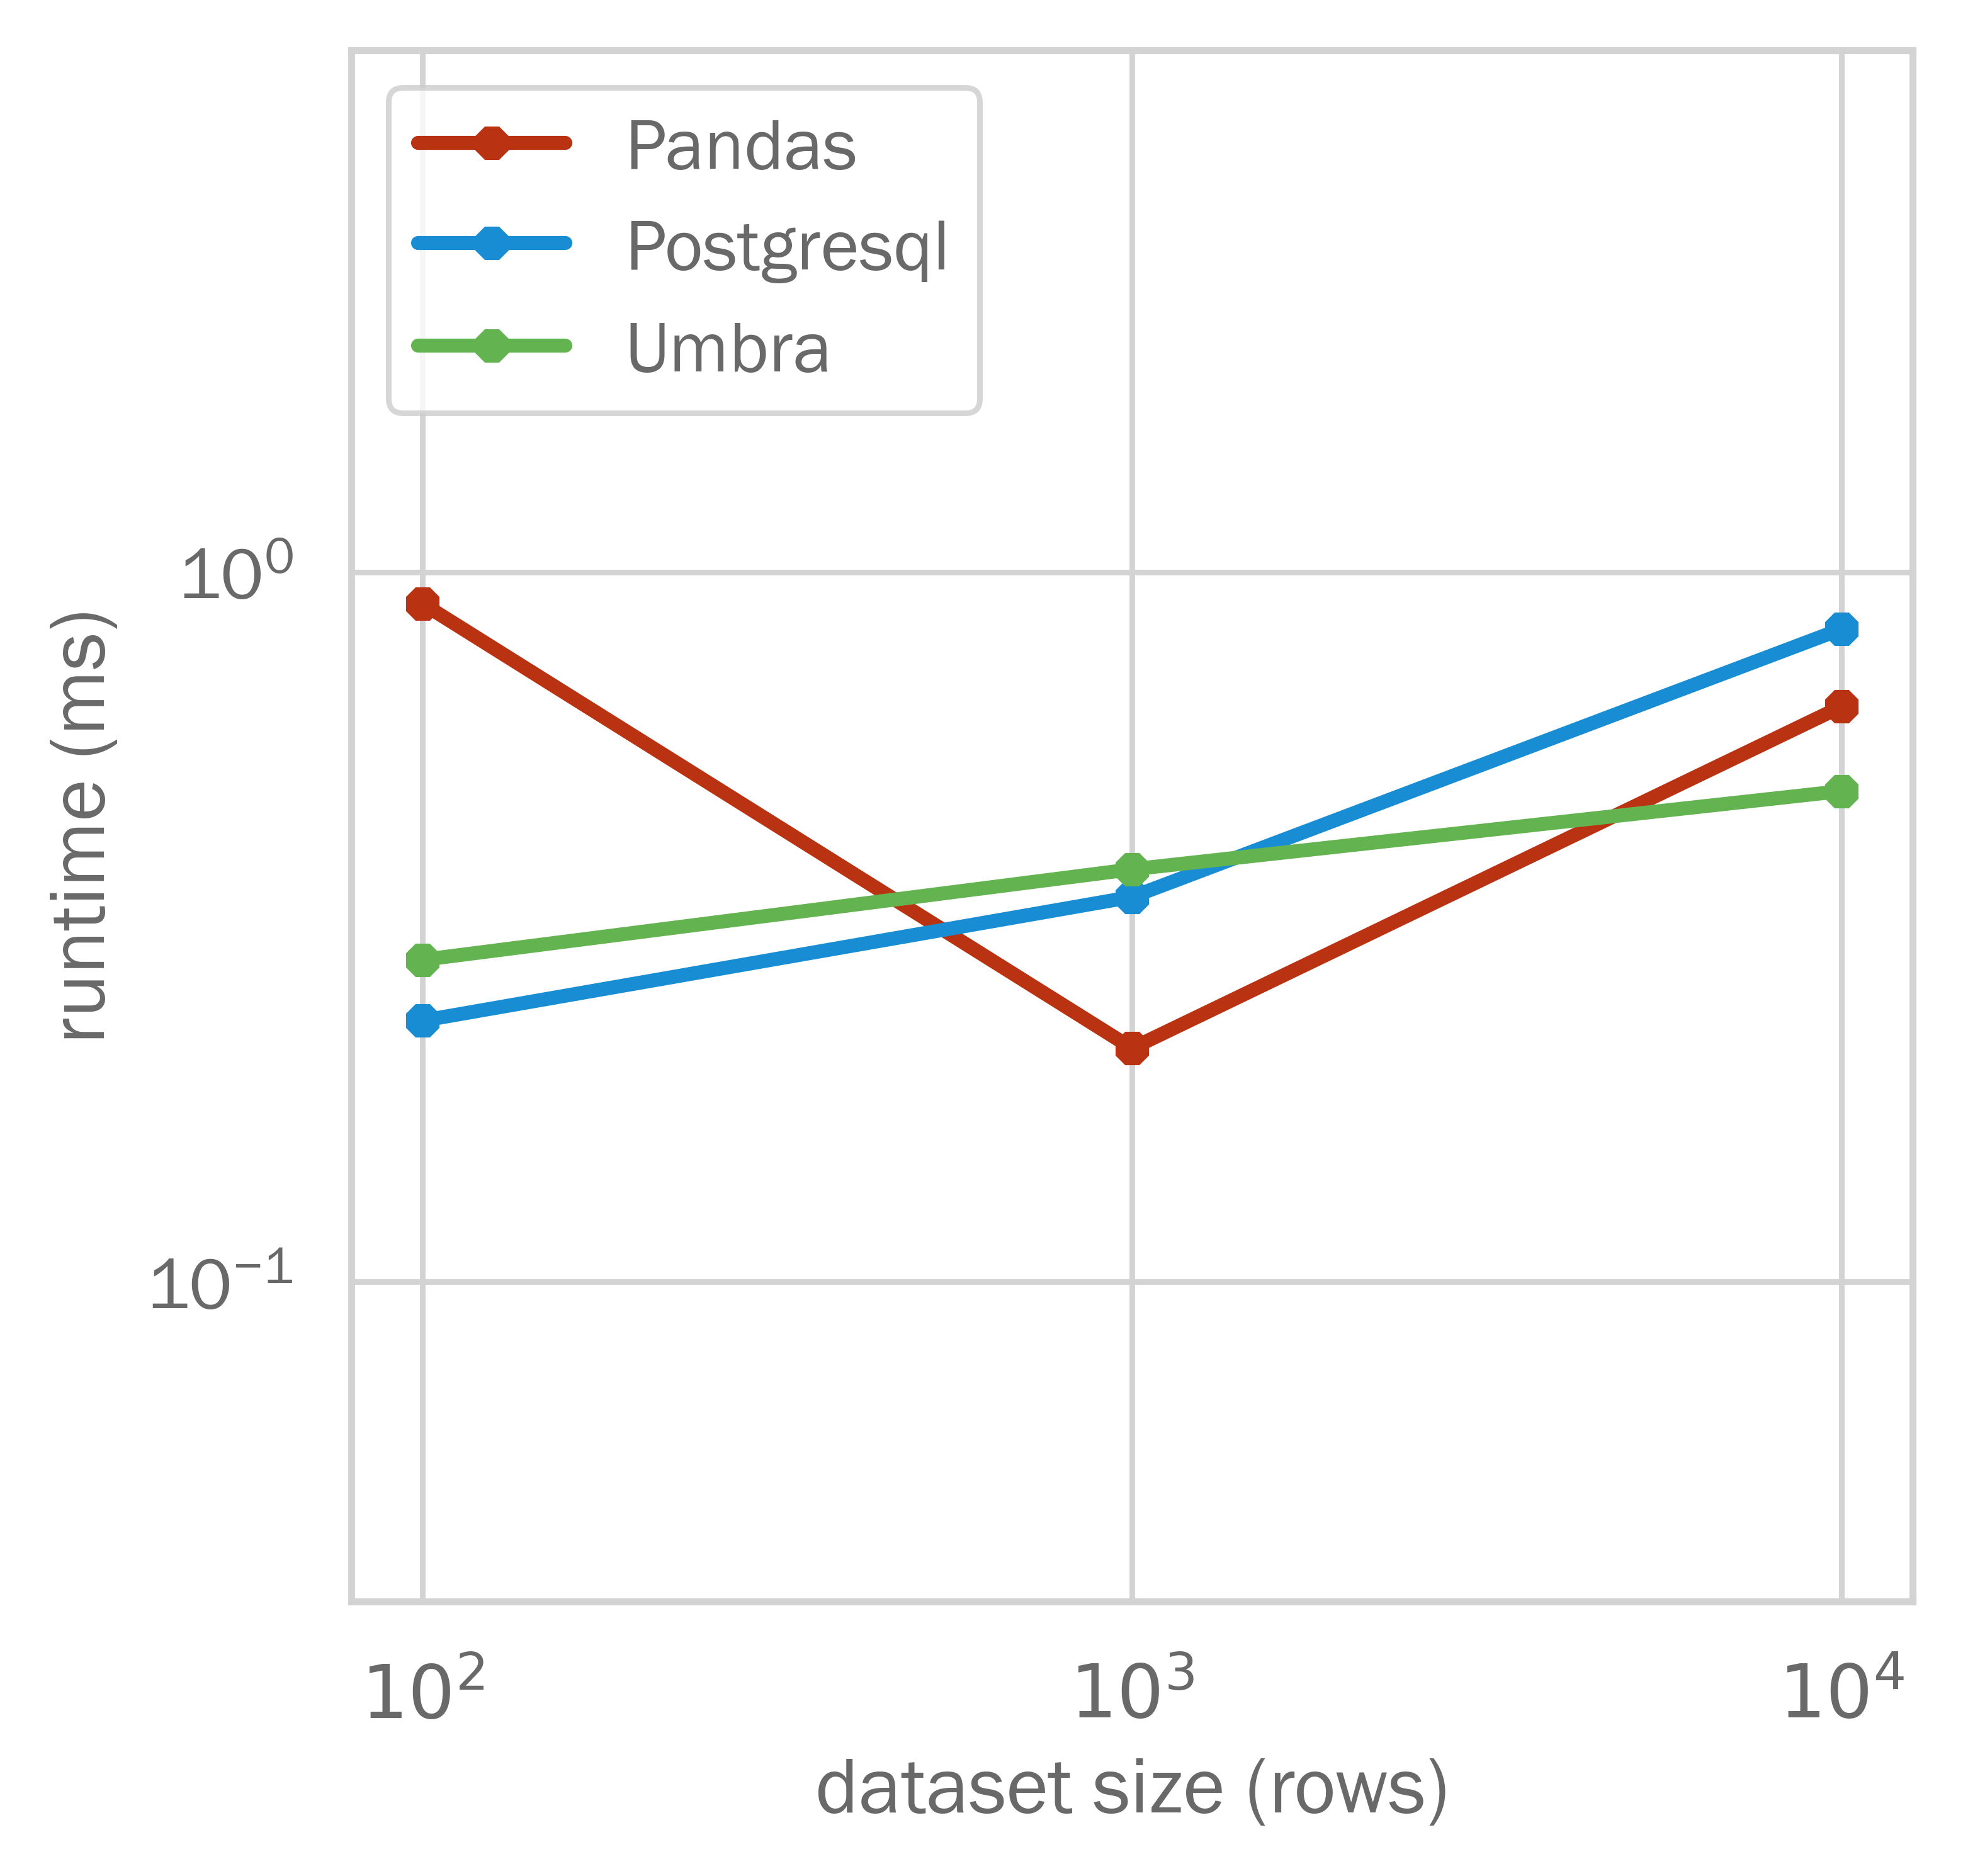 Pandas
Postgresql
Umbra
10⁰
10⁻¹
runtime (ms)
10² 10³ 10⁴
dataset size (rows)